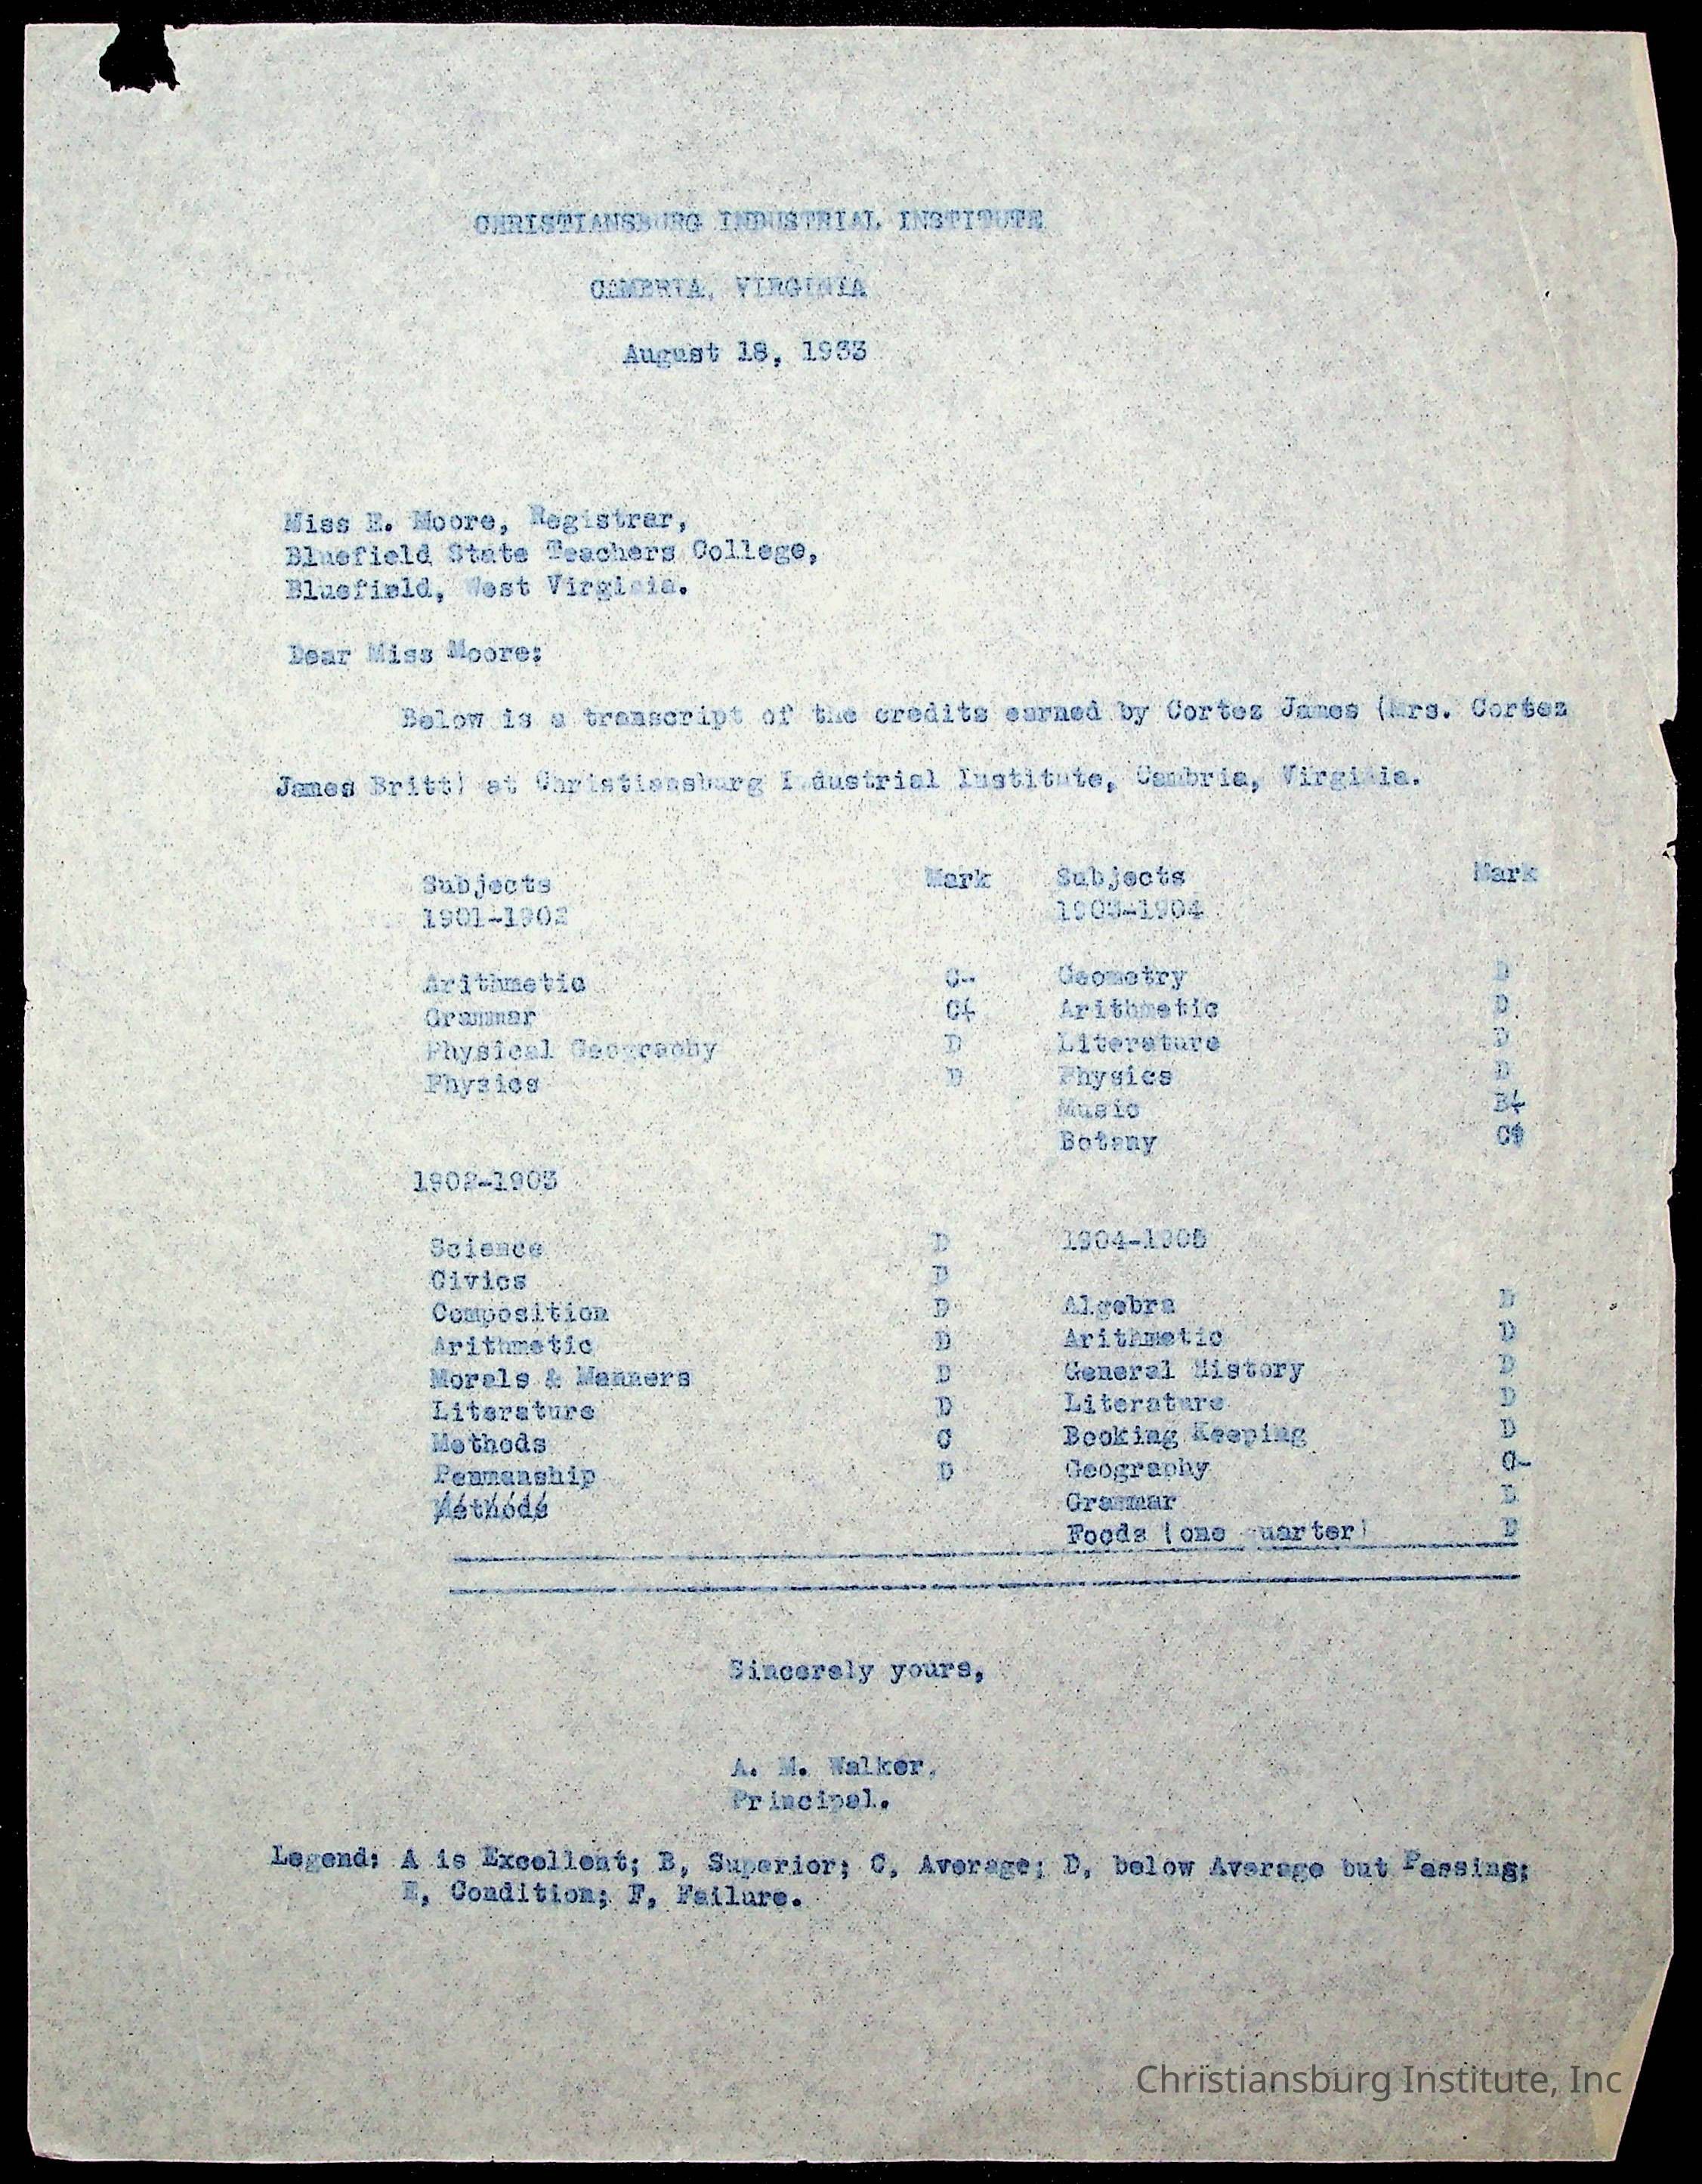 CHRISTIANSBURG INDUSTRIAL INSTITUTE
CAMBRIA, VIRGINIA
August 18, 1933
Miss E. Moore, Registrar,
Bluefield State Teachers College,
Bluefield, West Virginia.
Dear Miss Moore:
Below is a transcript of the credits earned by Cortez James (Mrs. Cortez
James Britt) at Christiansburg Industrial Institute, Cambria, Virginia.
Subjects Mark Subjects Mark
1901-1902 1903-1904
Arithmetic C- Geometry D
Grammar C+ Arithmetic D
Physical Geography D Literature D
Physics D Physics D
Music B+
Botany C+
1902-1903
Science D 1904-1905
Civics D
Composition D Algebra D
Arithmetic D Arithmetic D
Morals & Manners D General History D
Literature D Literature D
Methods C Booking Keeping D
Penmanship D Geography C-
Methods Grammar D
Foods (one quarter) D
Sincerely yours,
A. M. Walker,
Principal.
Legend: A is Excellent; B, Superior; C, Average; D, below Average but Passing;
E, Condition; F, Failure.
Christiansburg Institute, Inc